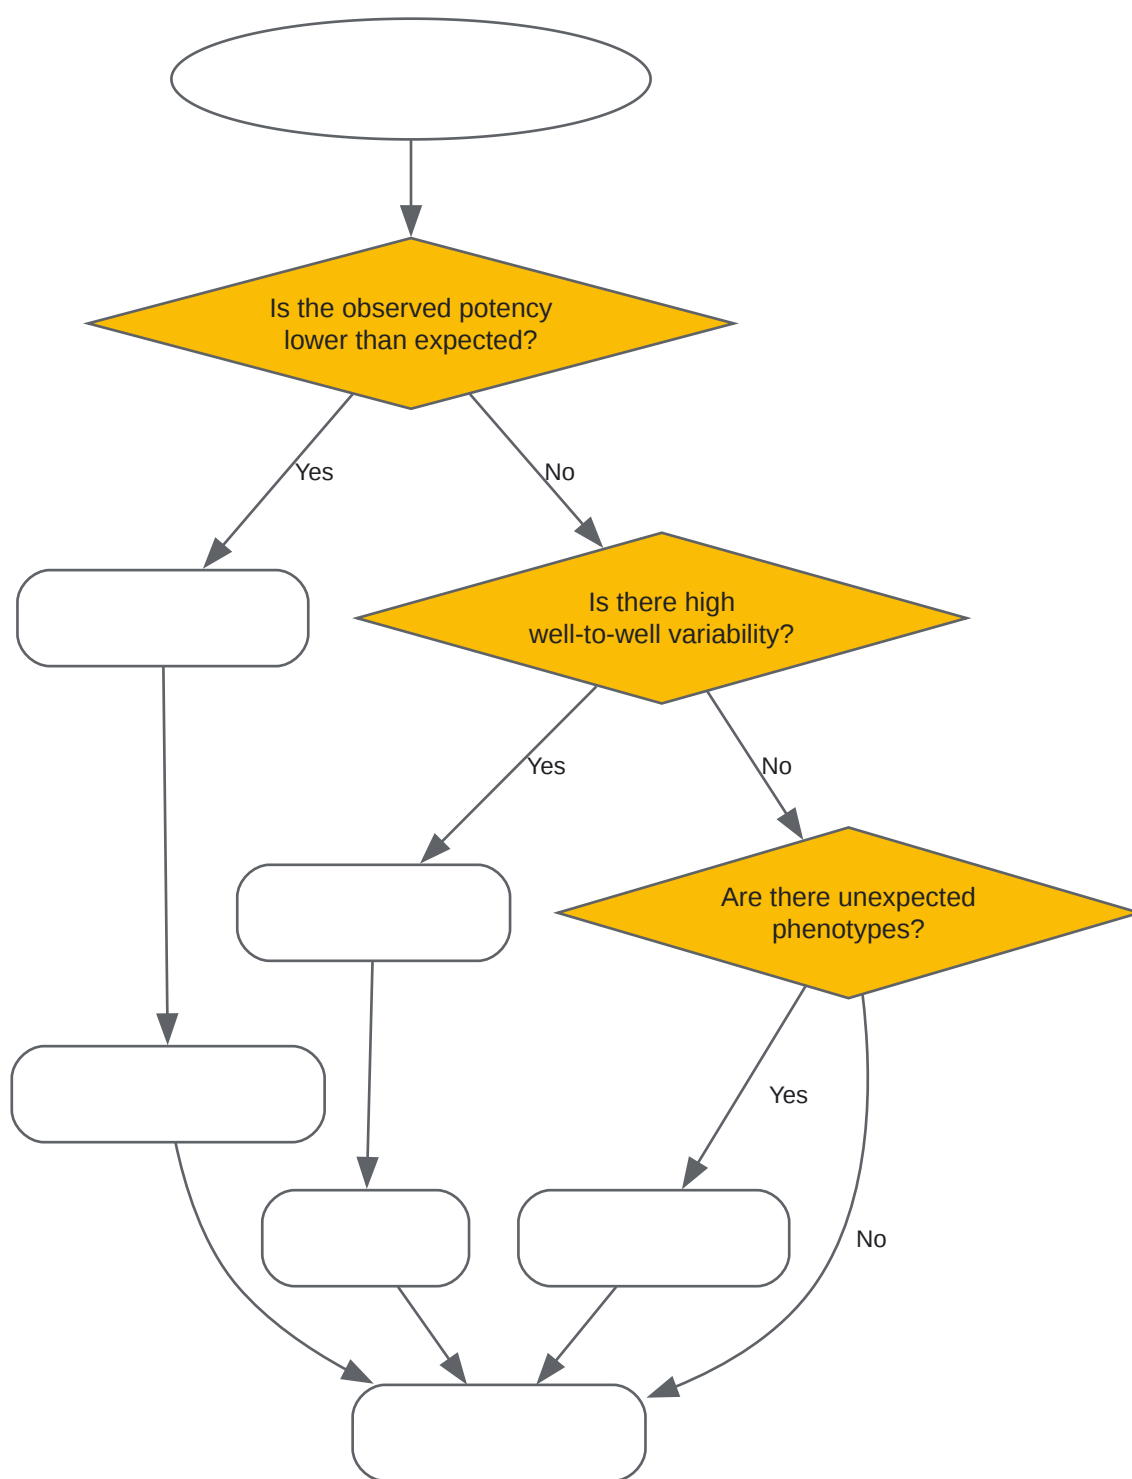 Is the observed potency
lower than expected?
Yes
No
Is there high
well-to-well variability?
Yes
No
Are there unexpected
phenotypes?
Yes
No